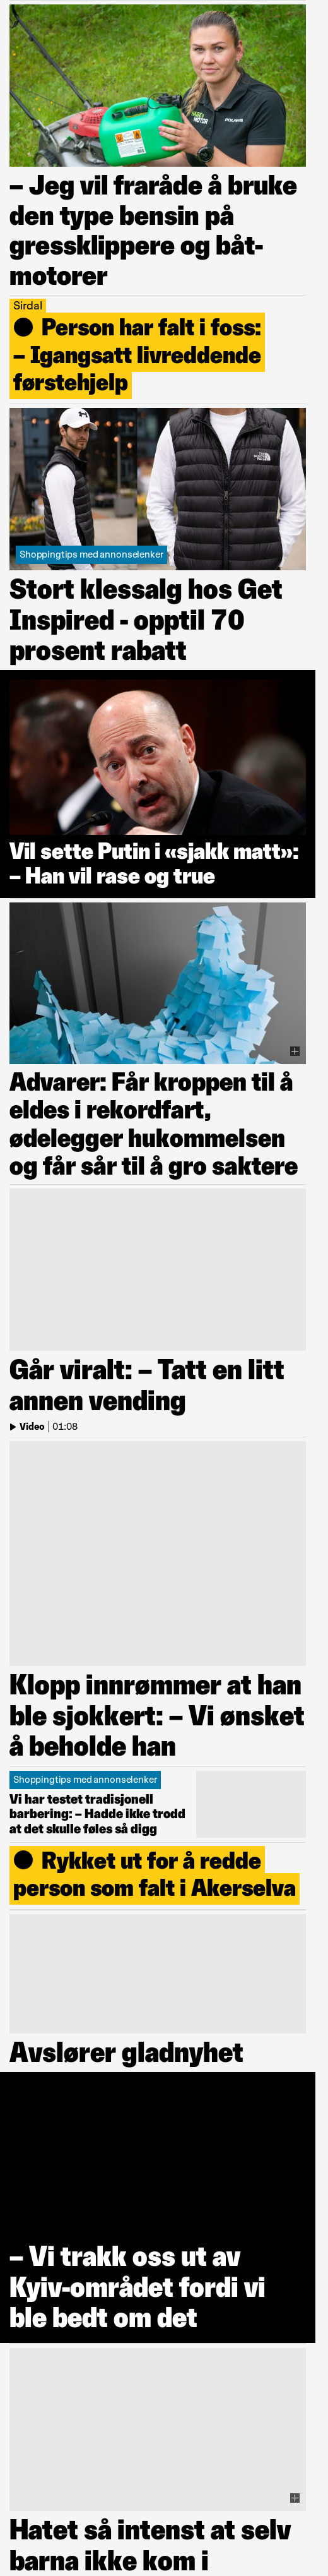 – Jeg vil fraråde å bruke
den type bensin på
gressklippere og båt-
motorer
Sirdal
Person har falt i foss:
– Igangsatt livreddende
førstehjelp
Shoppingtips med annonselenker
Stort klessalg hos Get
Inspired - opptil 70
prosent rabatt
Vil sette Putin i «sjakk matt»:
– Han vil rase og true
Advarer: Får kroppen til å
eldes i rekordfart,
ødelegger hukommelsen
og får sår til å gro saktere
Går viralt: – Tatt en litt
annen vending
Video | 01:08
Klopp innrømmer at han
ble sjokkert: – Vi ønsket
å beholde han
Shoppingtips med annonselenker
Vi har testet tradisjonell
barbering: – Hadde ikke trodd
at det skulle føles så digg
Rykket ut for å redde
person som falt i Akerselva
Avslører gladnyhet
– Vi trakk oss ut av
Kyiv-området fordi vi
ble bedt om det
Hatet så intenst at selv
barna ikke kom i